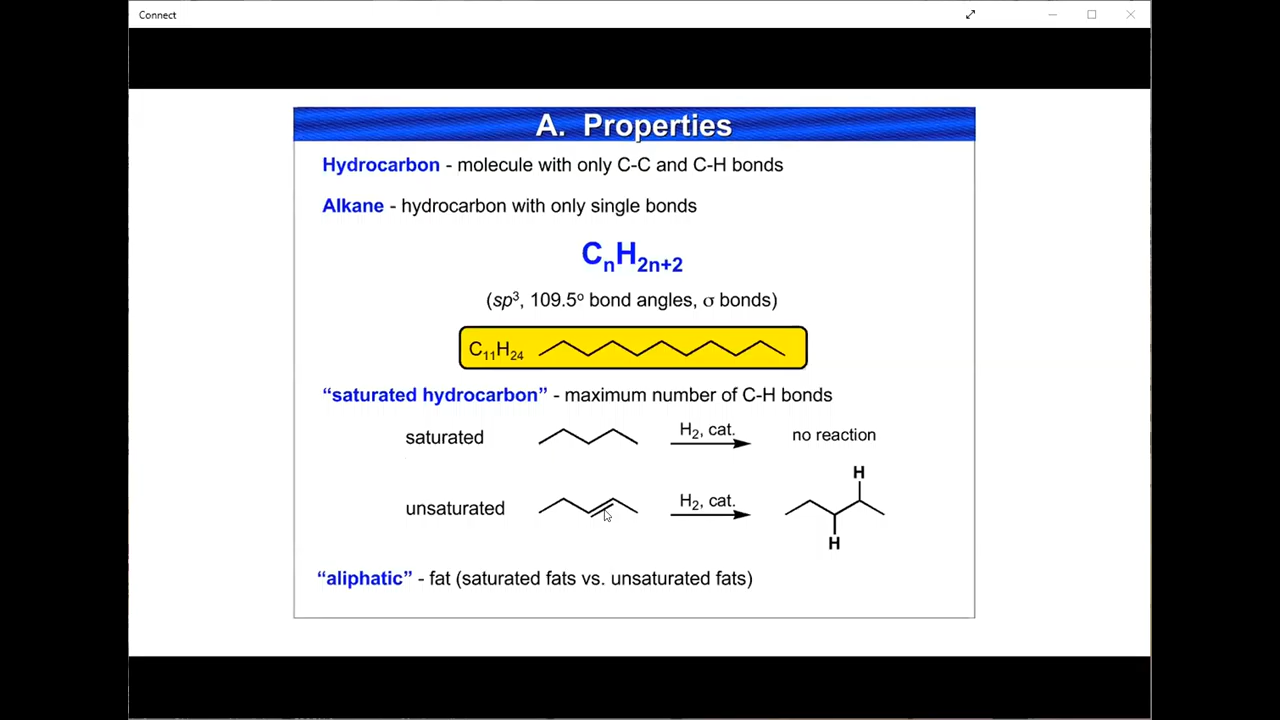 Connect
A. Properties
Hydrocarbon - molecule with only C-C and C-H bonds
Alkane - hydrocarbon with only single bonds
CₙH₂ₙ₊₂
(sp³, 109.5º bond angles, σ bonds)
C₁₁H₂₄
“saturated hydrocarbon” - maximum number of C-H bonds
saturated H₂, cat. no reaction
H
unsaturated H₂, cat.
H
“aliphatic” - fat (saturated fats vs. unsaturated fats)